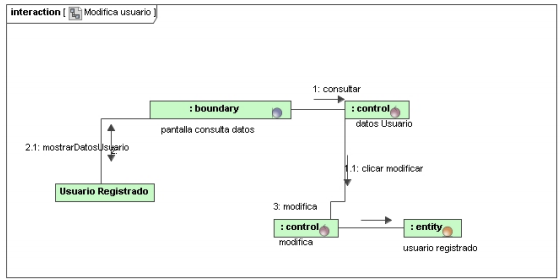 interaction [ Modifica usuario ]
1: consultar
: boundary
: control
pantalla consulta datos
datos Usuario
2.1: mostrarDatosUsuario
1.1: clicar modificar
Usuario Registrado
3: modifica
: control
: entity
modifica
usuario registrado